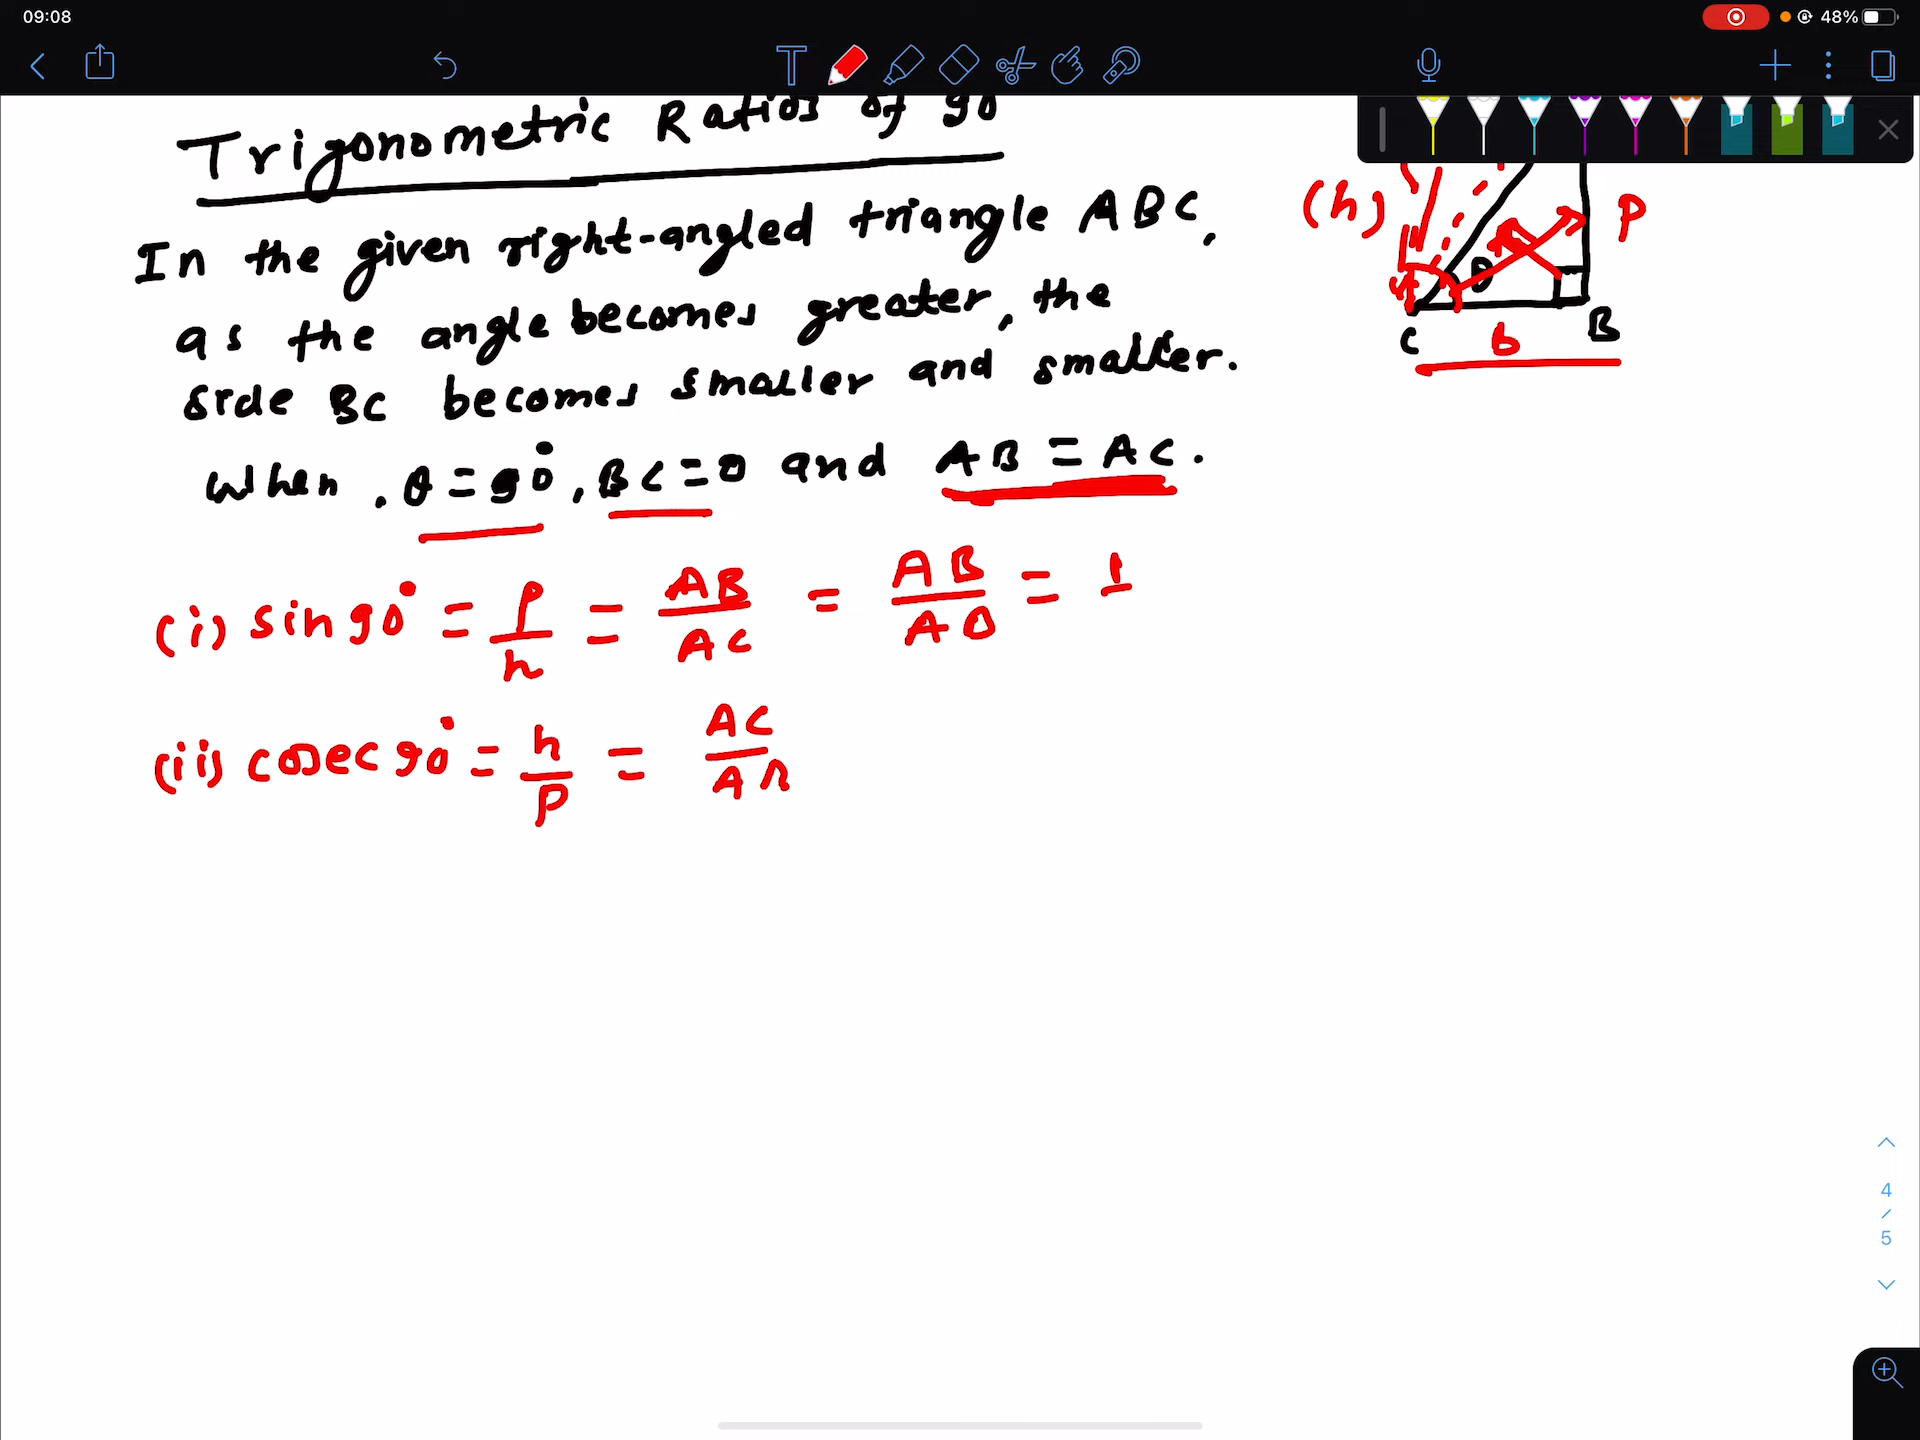 09:08
48%
Trigonometric Ratios of 90
In the given right-angled triangle ABC,
as the angle becomes greater, the
side BC becomes smaller and smaller.
when, θ = 90°, BC = 0 and AB = AC.
(i) sin 90° = p/h = AB/AC = AB/AB = 1
(ii) cosec 90° = h/p = AC/AB
(h)
P
θ
C
b
B
4
/
5